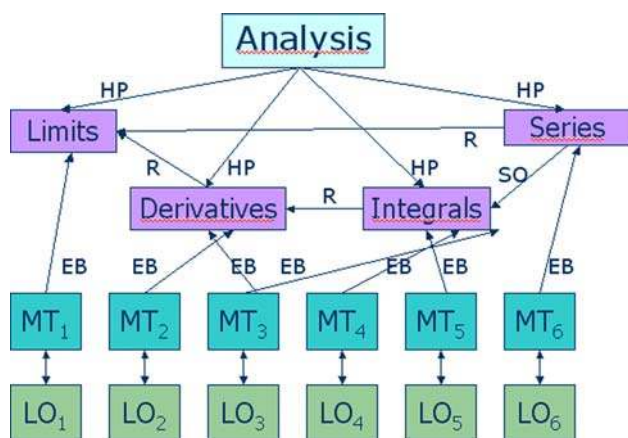 Analysis
HP HP
Limits Series
R
R HP HP SO
Derivatives R Integrals
EB EB EB EB EB EB EB
MT1 MT2 MT3 MT4 MT5 MT6
LO1 LO2 LO3 LO4 LO5 LO6